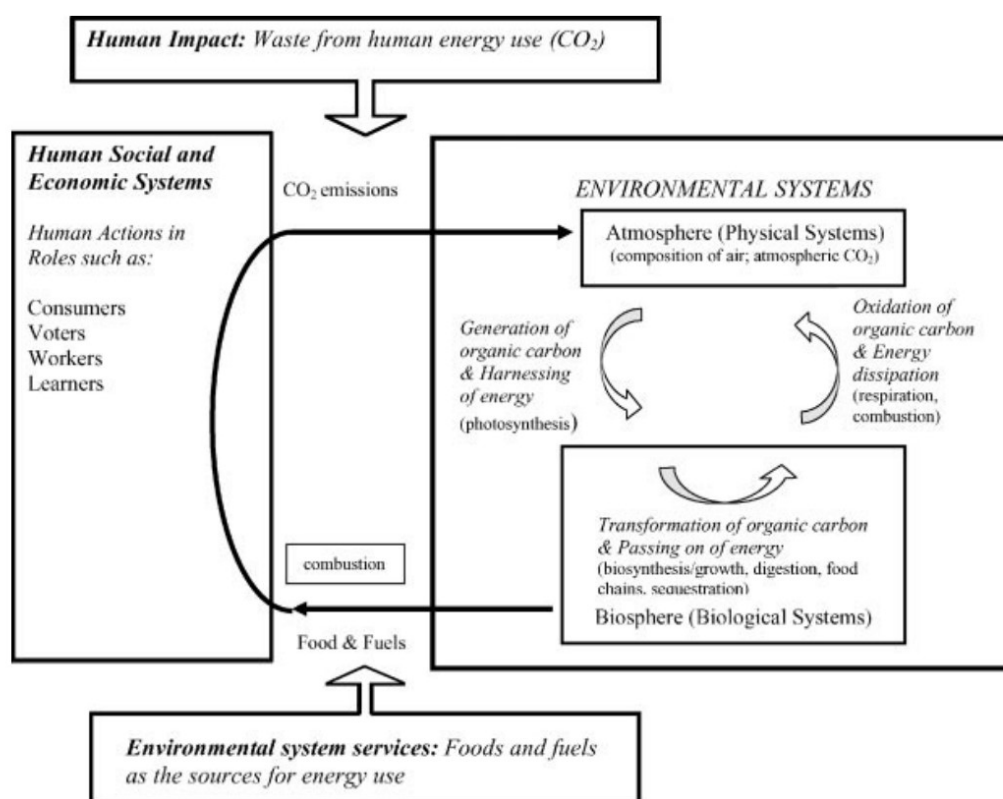 Human Impact: Waste from human energy use (CO₂)
Human Social and
Economic Systems
Human Actions in
Roles such as:
Consumers
Voters
Workers
Learners
CO₂ emissions
ENVIRONMENTAL SYSTEMS
Atmosphere (Physical Systems)
(composition of air; atmospheric CO₂)
Generation of
organic carbon
& Harnessing
of energy
(photosynthesis)
Oxidation of
organic carbon
& Energy
dissipation
(respiration,
combustion)
Transformation of organic carbon
& Passing on of energy
(biosynthesis/growth, digestion, food
chains, sequestration)
Biosphere (Biological Systems)
combustion
Food & Fuels
Environmental system services: Foods and fuels
as the sources for energy use